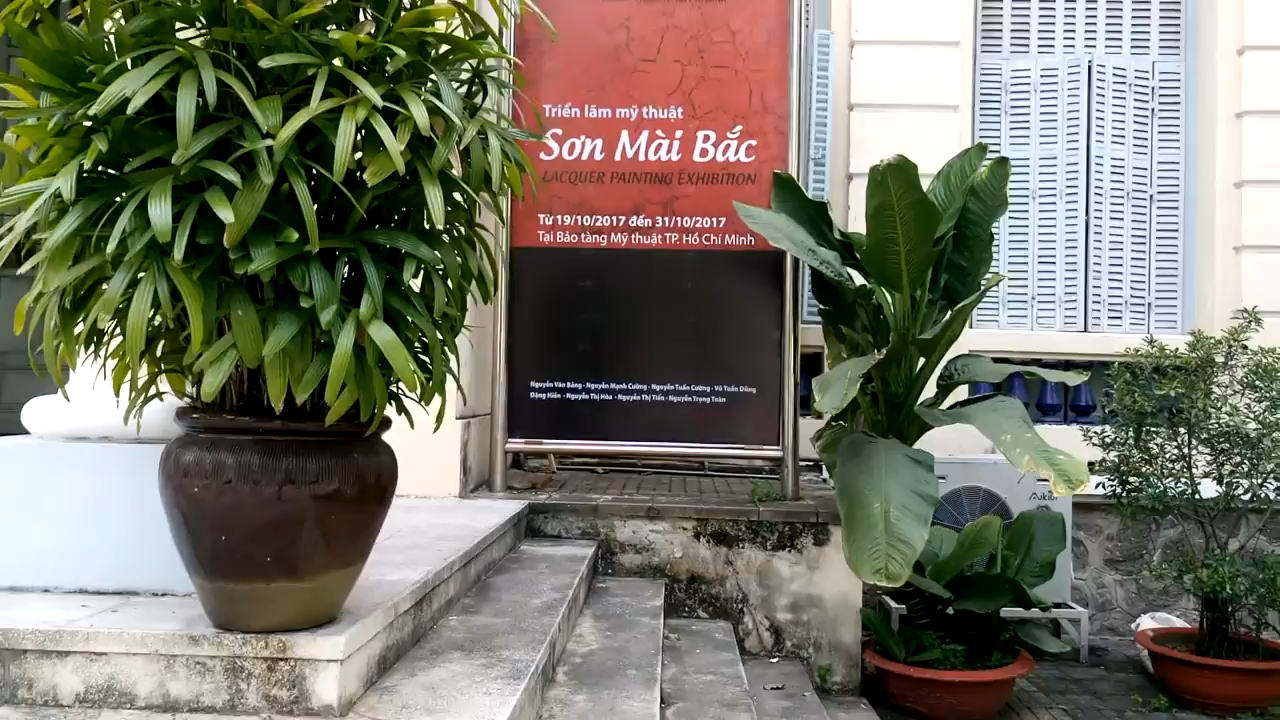 Triển lãm mỹ thuật
Sơn Mài Bắc
LACQUER PAINTING EXHIBITION
Từ 19/10/2017 đến 31/10/2017
Tại Bảo tàng Mỹ thuật TP. Hồ Chí Minh
Nguyễn Văn Bảng - Nguyễn Mạnh Cường - Nguyễn Tuấn Cường - Vũ Tuấn Dũng
Đặng Hiền - Nguyễn Thị Hòa - Nguyễn Thị Tiến - Nguyễn Trọng Toàn
Aikibi